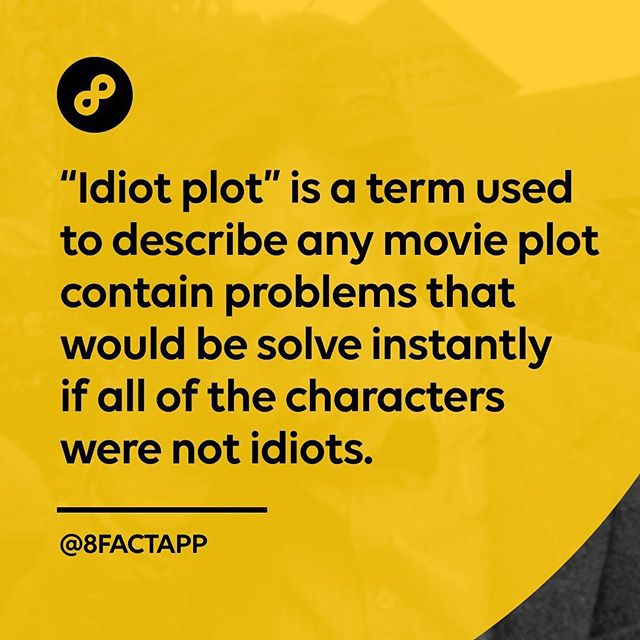 “Idiot plot” is a term used
to describe any movie plot
contain problems that
would be solve instantly
if all of the characters
were not idiots.
@8FACTAPP